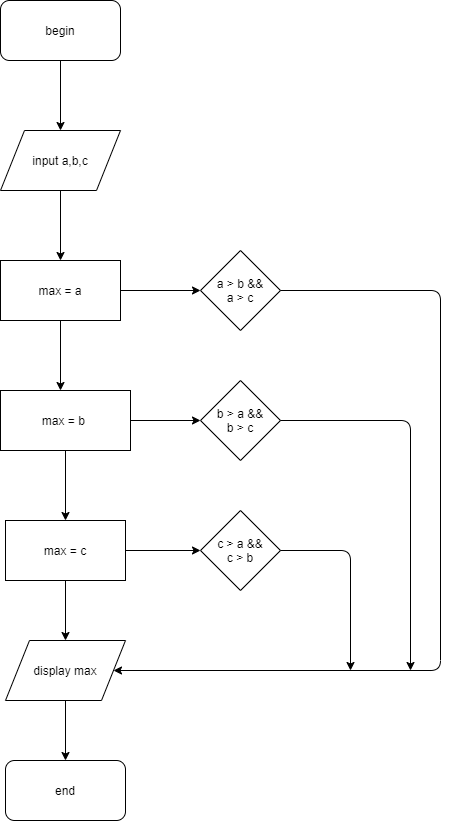 begin
input a,b,c
max = a
a > b &&
a > c
max = b
b > a &&
b > c
max = c
c > a &&
c > b
display max
end